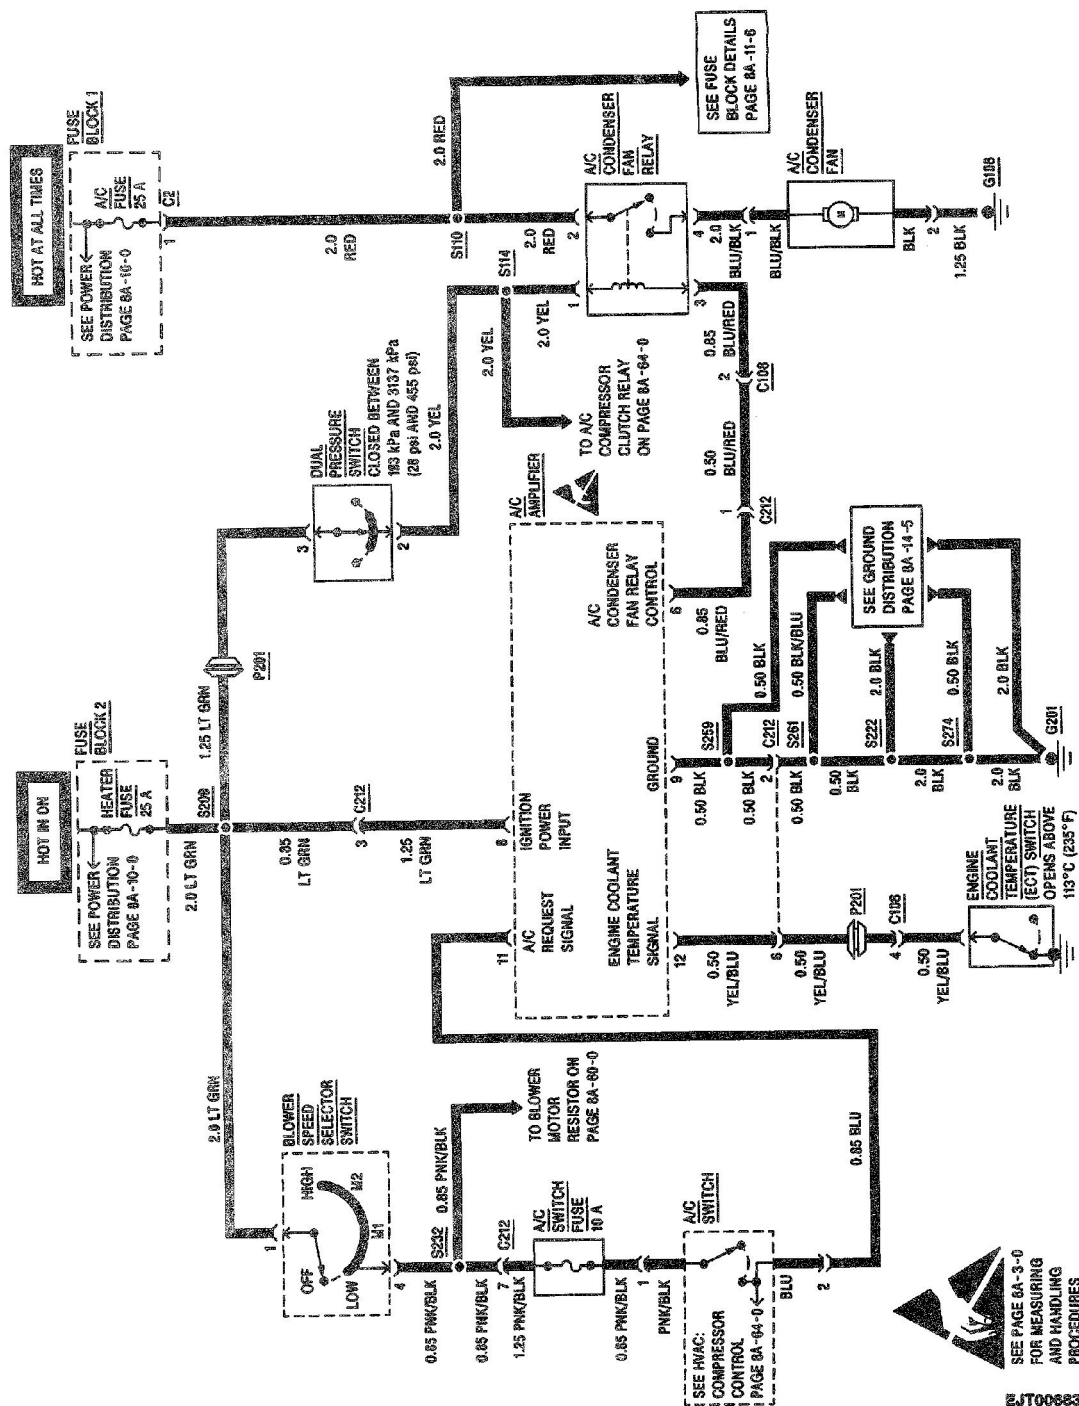 HOT IN ON
HOT AT ALL TIMES
FUSE
BLOCK 2
SEE POWER
DISTRIBUTION
PAGE 8A-10-0
HEATER
FUSE
25 A
FUSE
BLOCK 1
SEE POWER
DISTRIBUTION
PAGE 8A-10-0
A/C
FUSE
25 A
1
C2
2.0 LT GRN
S208
2.0 LT GRN
1.25 LT GRN
P201
0.85
LT GRN
3
C212
1.25
LT GRN
8
2.0
RED
S110
2.0 RED
2.0
RED
2
SEE FUSE
BLOCK DETAILS
PAGE 8A-11-6
3
DUAL
PRESSURE
SWITCH
CLOSED BETWEEN
193 kPa AND 3137 kPa
(28 psi AND 455 psi)
2
2.0 YEL
S114
2.0 YEL
2.0 YEL
1
TO A/C
COMPRESSOR
CLUTCH RELAY
ON PAGE 8A-64-0
A/C
CONDENSER
FAN
RELAY
3
4
2.0
BLU/BLK
1
BLU/BLK
A/C
CONDENSER
FAN
M
BLK
2
1.25 BLK
G108
0.85
BLU/RED
2
C108
0.50
BLU/RED
1
C212
0.85
BLU/RED
6
1
BLOWER
SPEED
SELECTOR
SWITCH
OFF
HIGH
LOW
M1
M2
4
0.85 PNK/BLK
S232
0.85 PNK/BLK
TO BLOWER
MOTOR
RESISTOR ON
PAGE 8A-60-0
0.85 PNK/BLK
7
C212
1.25 PNK/BLK
A/C
SWITCH
FUSE
10 A
0.85 PNK/BLK
1
PNK/BLK
A/C
SWITCH
SEE HVAC:
COMPRESSOR
CONTROL
PAGE 8A-64-0
BLU
2
0.85 BLU
11
A/C
AMPLIFIER
A/C
REQUEST
SIGNAL
IGNITION
POWER
INPUT
ENGINE COOLANT
TEMPERATURE
SIGNAL
GROUND
A/C CONDENSER
FAN RELAY
CONTROL
12
0.50
YEL/BLU
6
0.50
YEL/BLU
P201
4
C106
0.50
YEL/BLU
ENGINE
COOLANT
TEMPERATURE
(ECT) SWITCH
OPENS ABOVE
113°C (235°F)
9
0.50 BLK
S259
0.50 BLK
0.50 BLK
2
C212
0.50 BLK
S261
0.50 BLK/BLU
0.50
BLK
S222
2.0 BLK
2.0
BLK
S274
0.50 BLK
2.0
BLK
2.0 BLK
G201
SEE GROUND
DISTRIBUTION
PAGE 8A-14-5
SEE PAGE 8A-3-0
FOR MEASURING
AND HANDLING
PROCEDURES